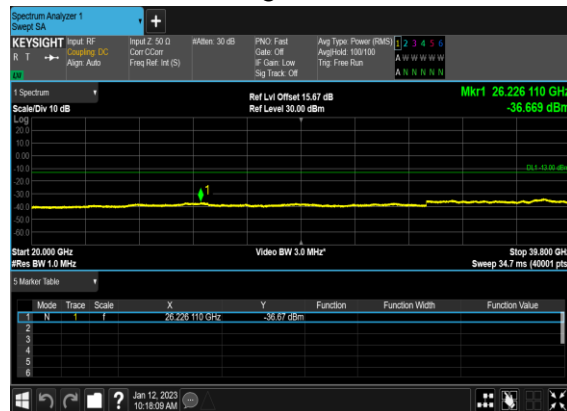 Spectrum Analyzer 1
Swept SA
+
KEYSIGHT Input: RF Input Z: 50 Ω #Atten: 30 dB PNO: Fast Avg Type: Power (RMS) 1 2 3 4 5 6
R T Coupling: DC Corr CCorr Gate: Off Avg|Hold: 100/100 A W W W W W
Align: Auto Freq Ref: Int (S) IF Gain: Low Trig: Free Run
Sig Track: Off A N N N N N
LW
1 Spectrum Ref Lvl Offset 15.67 dB Mkr1 26.226 110 GHz
Scale/Div 10 dB Ref Level 30.00 dBm -36.669 dBm
Log
20.0
10.0
0.00
-10.0 DL1 -13.00 dBm
-20.0
-30.0 1
-40.0
-50.0
-60.0
Start 20.000 GHz Video BW 3.0 MHz* Stop 39.800 GHz
#Res BW 1.0 MHz Sweep 34.7 ms (40001 pts)
5 Marker Table
Mode Trace Scale X Y Function Function Width Function Value
1 N 1 f 26.226 110 GHz -36.67 dBm
2
3
4
5
6
? Jan 12, 2023
10:18:09 AM